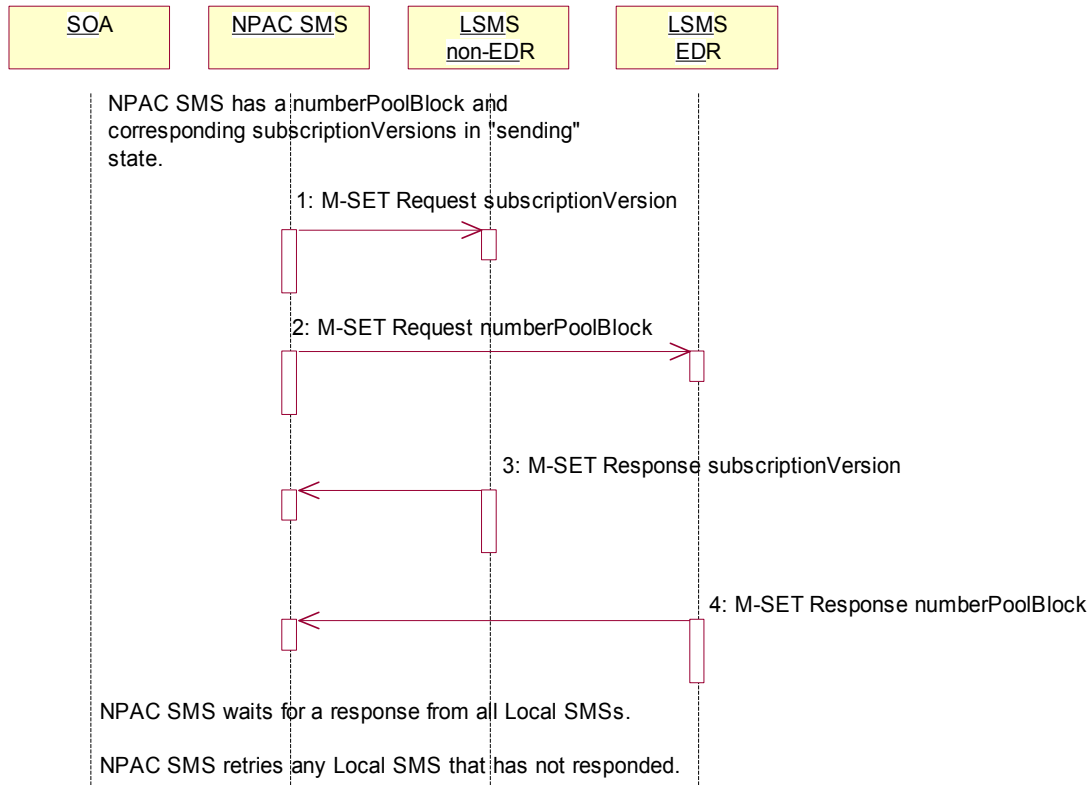 SOA
NPAC SMS
LSMS
non-EDR
LSMS
EDR
NPAC SMS has a numberPoolBlock and
corresponding subscriptionVersions in "sending"
state.
1: M-SET Request subscriptionVersion
2: M-SET Request numberPoolBlock
3: M-SET Response subscriptionVersion
4: M-SET Response numberPoolBlock
NPAC SMS waits for a response from all Local SMSs.
NPAC SMS retries any Local SMS that has not responded.